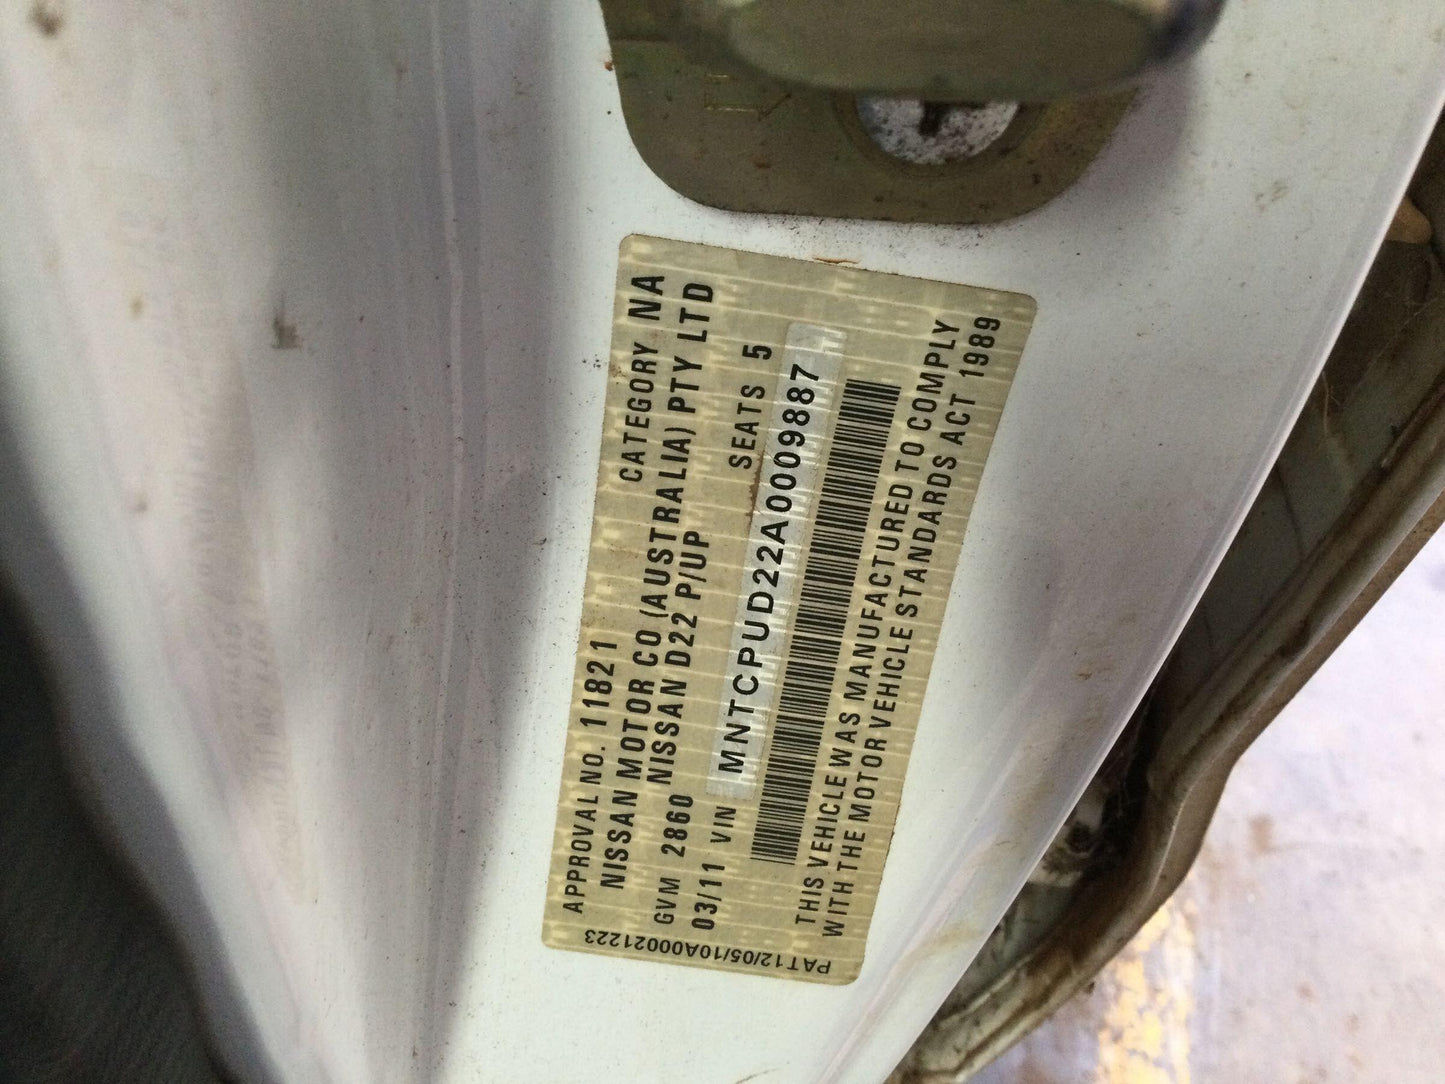 APPROVAL NO. 11821 CATEGORY NA
NISSAN MOTOR CO (AUSTRALIA) PTY LTD
GVM 2860 NISSAN D22 P/UP SEATS 5
03/11 VIN MNTCPUD22A0009887
THIS VEHICLE WAS MANUFACTURED TO COMPLY
WITH THE MOTOR VEHICLE STANDARDS ACT 1989
PAT12/05/10A00021223